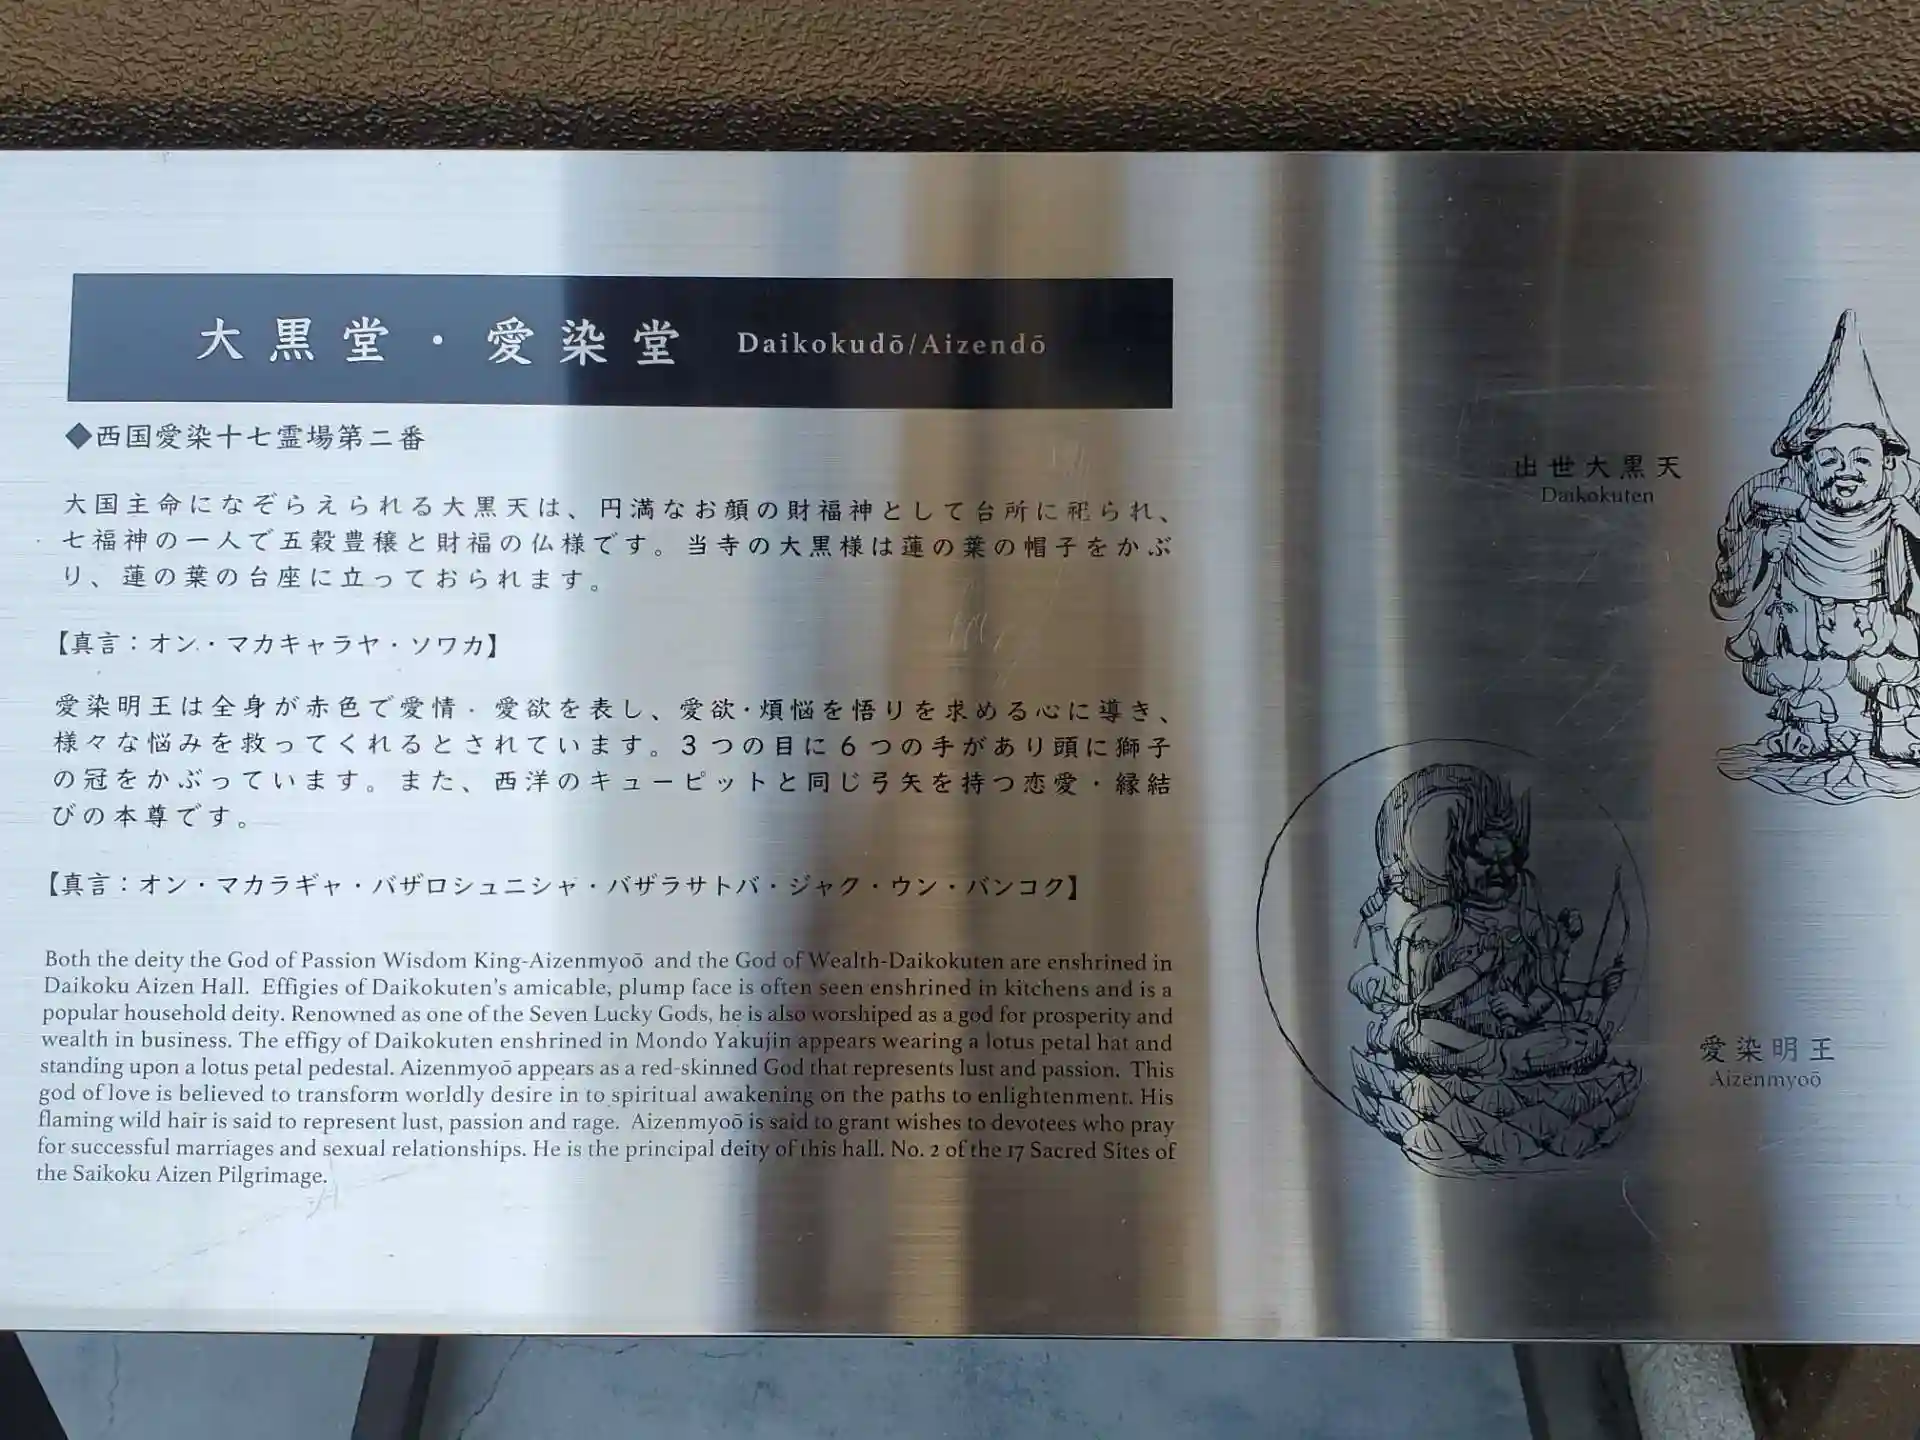 大黒堂・愛染堂 Daikokudō/Aizendō
◆西国愛染十七霊場第二番
大国主命になぞらえられる大黒天は、円満なお顔の財福神として台所に祀られ、
七福神の一人で五穀豊穣と財福の仏様です。当寺の大黒様は蓮の葉の帽子をかぶ
り、蓮の葉の台座に立っておられます。
【真言：オン・マカキャラヤ・ソワカ】
愛染明王は全身が赤色で愛情・愛欲を表し、愛欲・煩悩を悟りを求める心に導き、
様々な悩みを救ってくれるとされています。3つの目に6つの手があり頭に獅子
の冠をかぶっています。また、西洋のキューピットと同じ弓矢を持つ恋愛・縁結
びの本尊です。
【真言：オン・マカラギャ・バザロシュニシャ・バザラサトバ・ジャク・ウン・バンコク】
Both the deity the God of Passion Wisdom King-Aizenmyoō and the God of Wealth-Daikokuten are enshrined in
Daikoku Aizen Hall. Effigies of Daikokuten's amicable, plump face is often seen enshrined in kitchens and is a
popular household deity. Renowned as one of the Seven Lucky Gods, he is also worshiped as a god for prosperity and
wealth in business. The effigy of Daikokuten enshrined in Mondo Yakujin appears wearing a lotus petal hat and
standing upon a lotus petal pedestal. Aizenmyoō appears as a red-skinned God that represents lust and passion. This
god of love is believed to transform worldly desire in to spiritual awakening on the paths to enlightenment. His
flaming wild hair is said to represent lust, passion and rage. Aizenmyoō is said to grant wishes to devotees who pray
for successful marriages and sexual relationships. He is the principal deity of this hall. No. 2 of the 17 Sacred Sites of
the Saikoku Aizen Pilgrimage.
出世大黒天
Daikokuten
愛染明王
Aizenmyoō